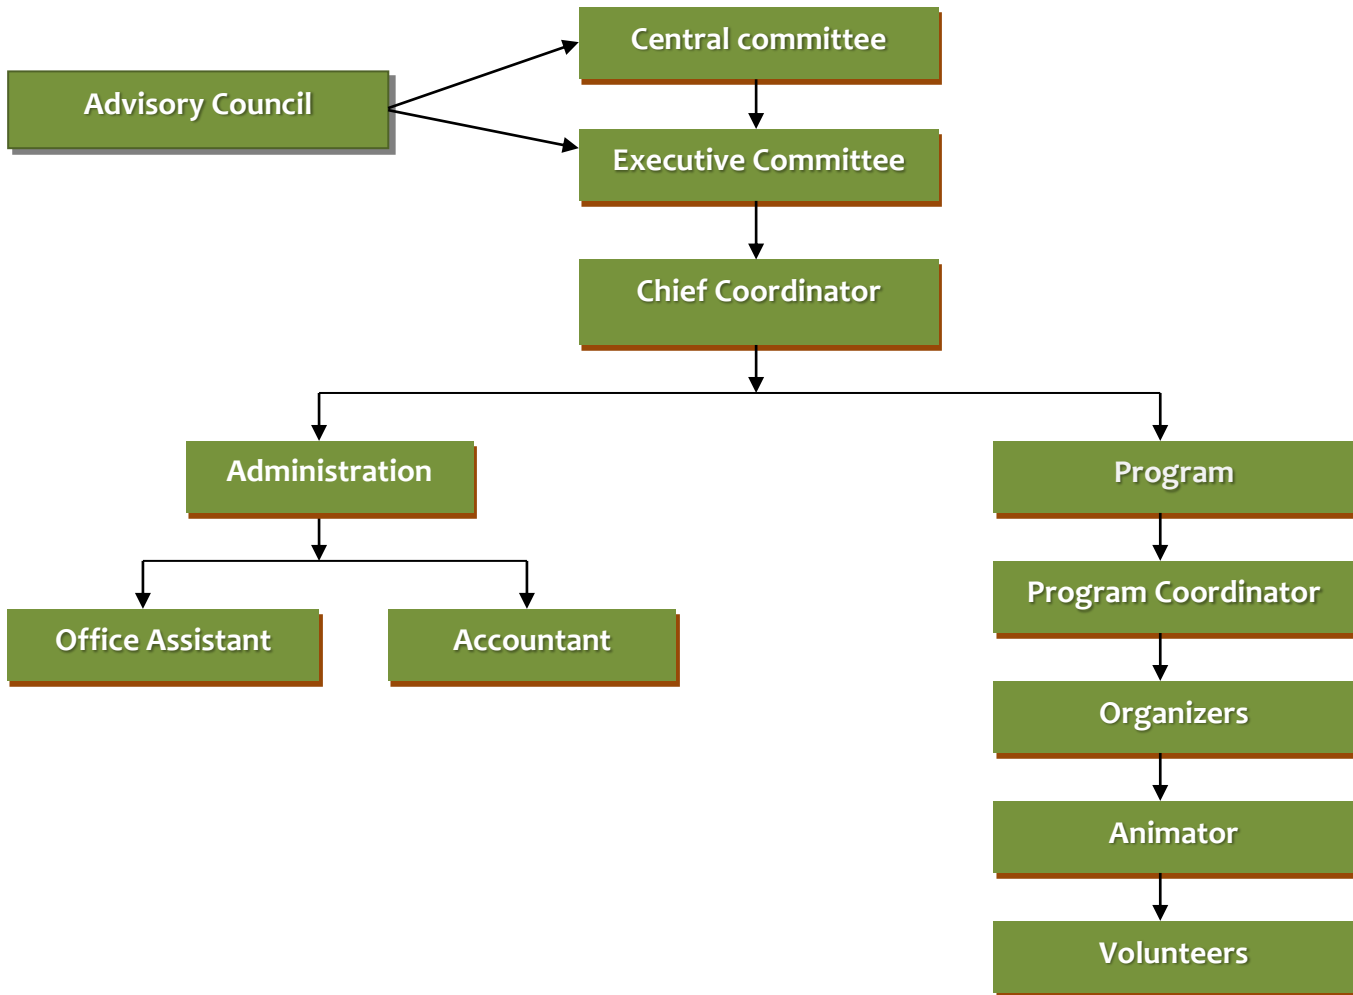 Central committee
Advisory Council
Executive Committee
Chief Coordinator
Administration
Program
Program Coordinator
Office Assistant
Accountant
Organizers
Animator
Volunteers